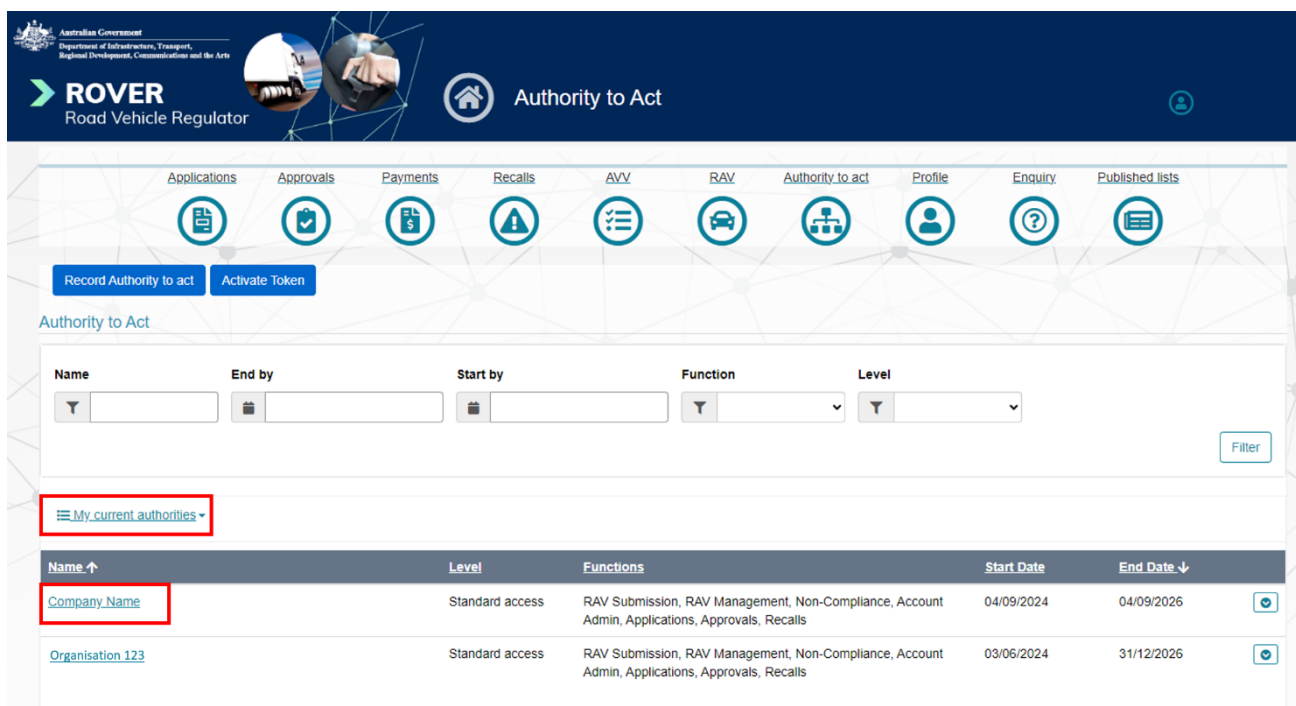 Australian Government
Department of Infrastructure, Transport,
Regional Development, Communications and the Arts
ROVER
Road Vehicle Regulator
Authority to Act
Applications
Approvals
Payments
Recalls
AVV
RAV
Authority to act
Profile
Enquiry
Published lists
Record Authority to act
Activate Token
Authority to Act
Name
End by
Start by
Function
Level
Filter
My current authorities
Name Level Functions Start Date End Date
Company Name Standard access RAV Submission, RAV Management, Non-Compliance, Account 04/09/2024 04/09/2026
Admin, Applications, Approvals, Recalls
Organisation 123 Standard access RAV Submission, RAV Management, Non-Compliance, Account 03/06/2024 31/12/2026
Admin, Applications, Approvals, Recalls